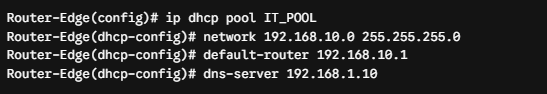 Router-Edge(config)# ip dhcp pool IT_POOL
Router-Edge(dhcp-config)# network 192.168.10.0 255.255.255.0
Router-Edge(dhcp-config)# default-router 192.168.10.1
Router-Edge(dhcp-config)# dns-server 192.168.1.10